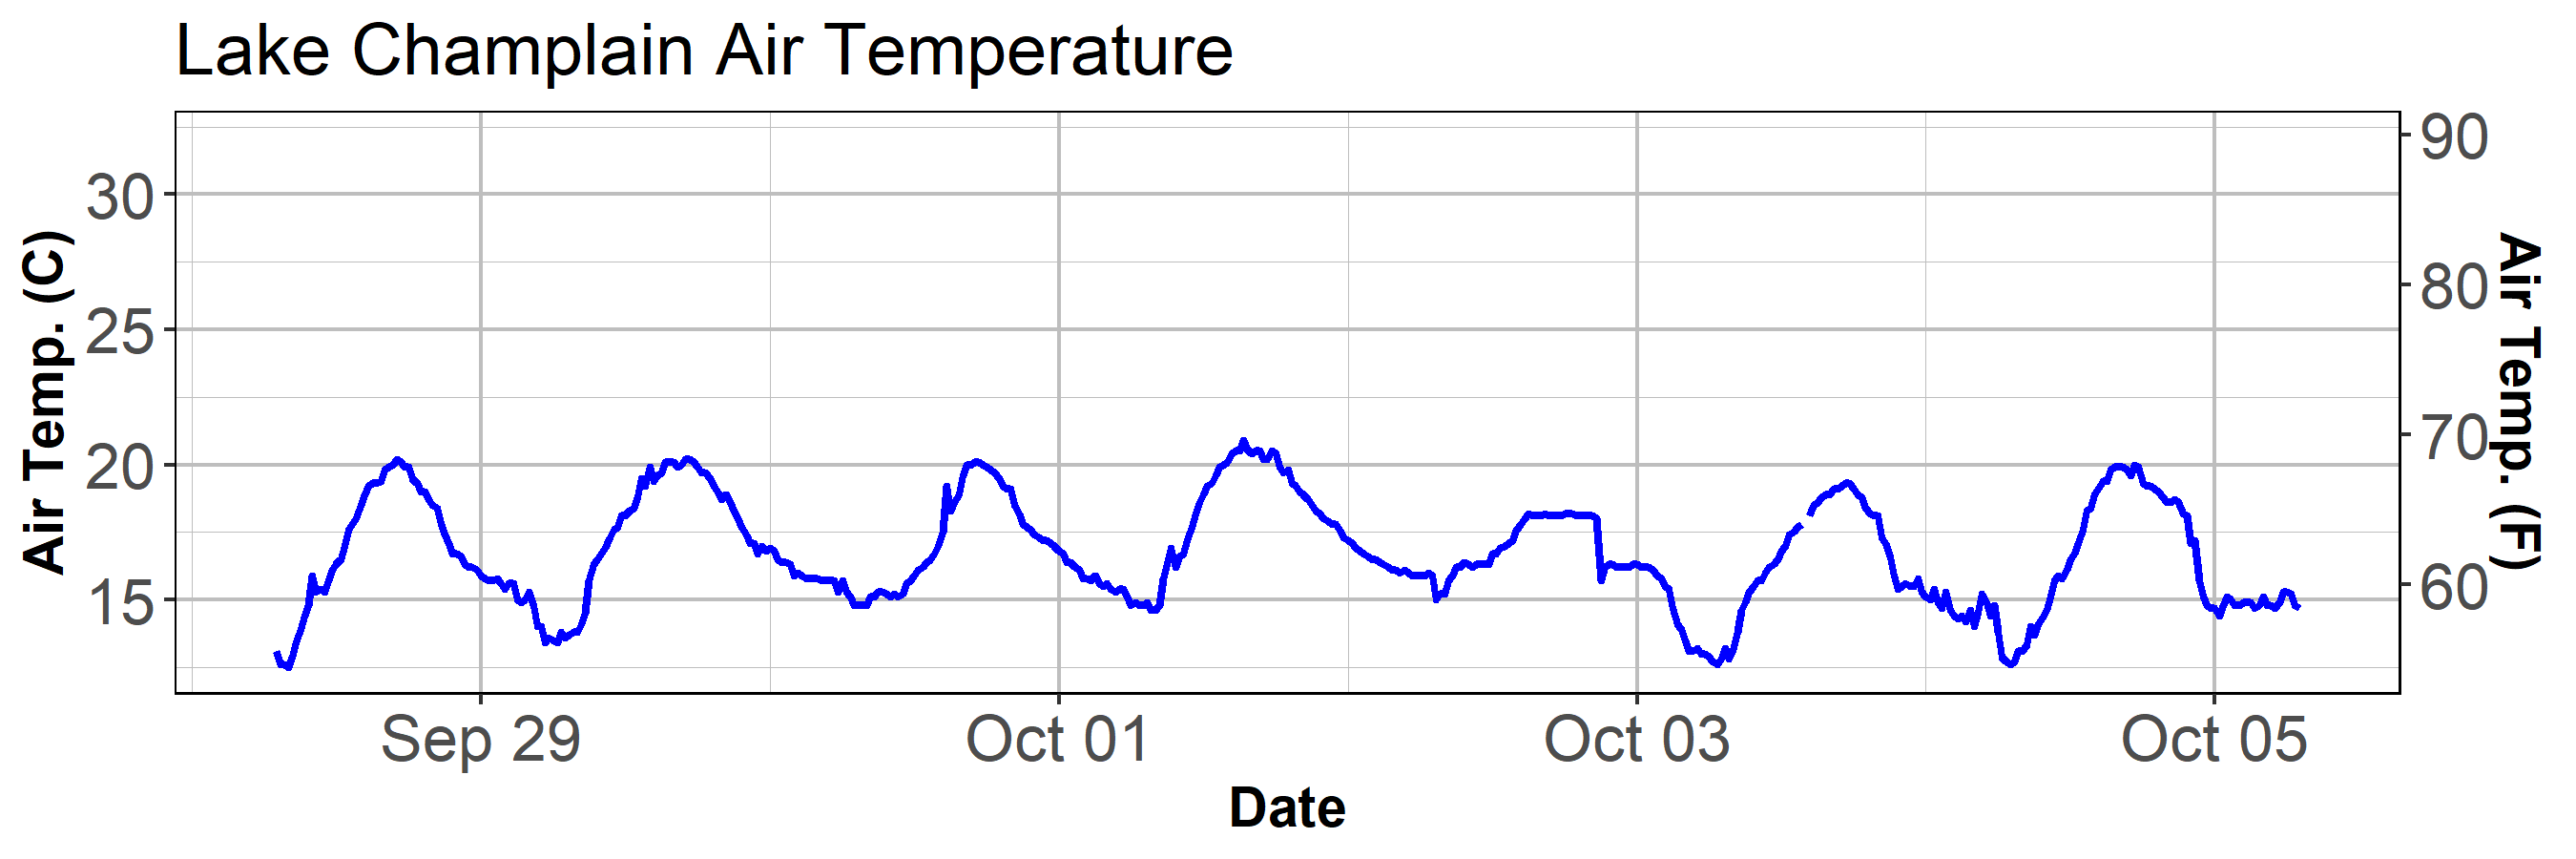 Lake Champlain Air Temperature
Air Temp. (C)
30
25
20
15
90
80
70
60
Air Temp. (F)
Sep 29
Oct 01
Oct 03
Oct 05
Date